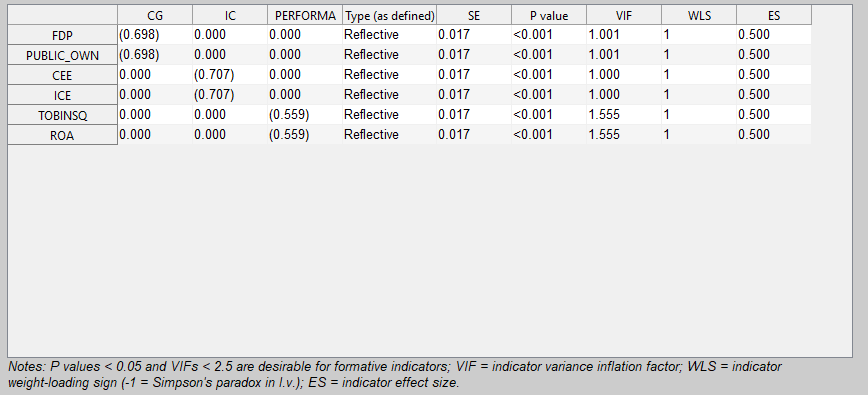 CG IC PERFORMA Type (as defined) SE P value VIF WLS ES
FDP (0.698) 0.000 0.000 Reflective 0.017 <0.001 1.001 1 0.500
PUBLIC_OWN (0.698) 0.000 0.000 Reflective 0.017 <0.001 1.001 1 0.500
CEE 0.000 (0.707) 0.000 Reflective 0.017 <0.001 1.000 1 0.500
ICE 0.000 (0.707) 0.000 Reflective 0.017 <0.001 1.000 1 0.500
TOBINSQ 0.000 0.000 (0.559) Reflective 0.017 <0.001 1.555 1 0.500
ROA 0.000 0.000 (0.559) Reflective 0.017 <0.001 1.555 1 0.500
Notes: P values < 0.05 and VIFs < 2.5 are desirable for formative indicators; VIF = indicator variance inflation factor; WLS = indicator
weight-loading sign (-1 = Simpson's paradox in l.v.); ES = indicator effect size.